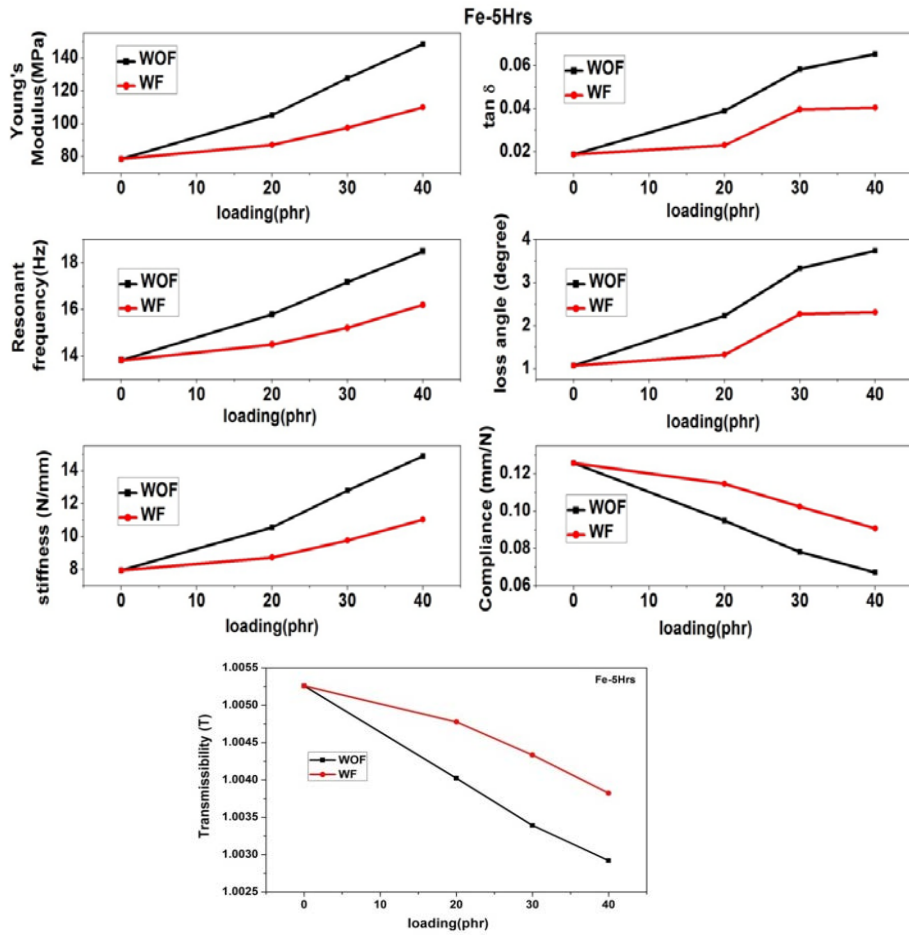 Fe-5Hrs
Young's
Modulus(MPa)
140
120
100
80
WOF
WF
0 10 20 30 40
loading(phr)
tan δ
0.06
0.04
0.02
WOF
WF
0 10 20 30 40
loading(phr)
Resonant
frequency(Hz)
18
16
14
WOF
WF
0 10 20 30 40
loading(phr)
loss angle (degree)
4
3
2
1
WOF
WF
0 10 20 30 40
loading(phr)
stiffness (N/mm)
14
12
10
8
WOF
WF
0 10 20 30 40
loading(phr)
Compliance (mm/N)
0.12
0.10
0.08
0.06
WOF
WF
0 10 20 30 40
loading(phr)
Transmissibility (T)
1.0055
1.0050
1.0045
1.0040
1.0035
1.0030
1.0025
Fe-5Hrs
WOF
WF
0 10 20 30 40
loading(phr)